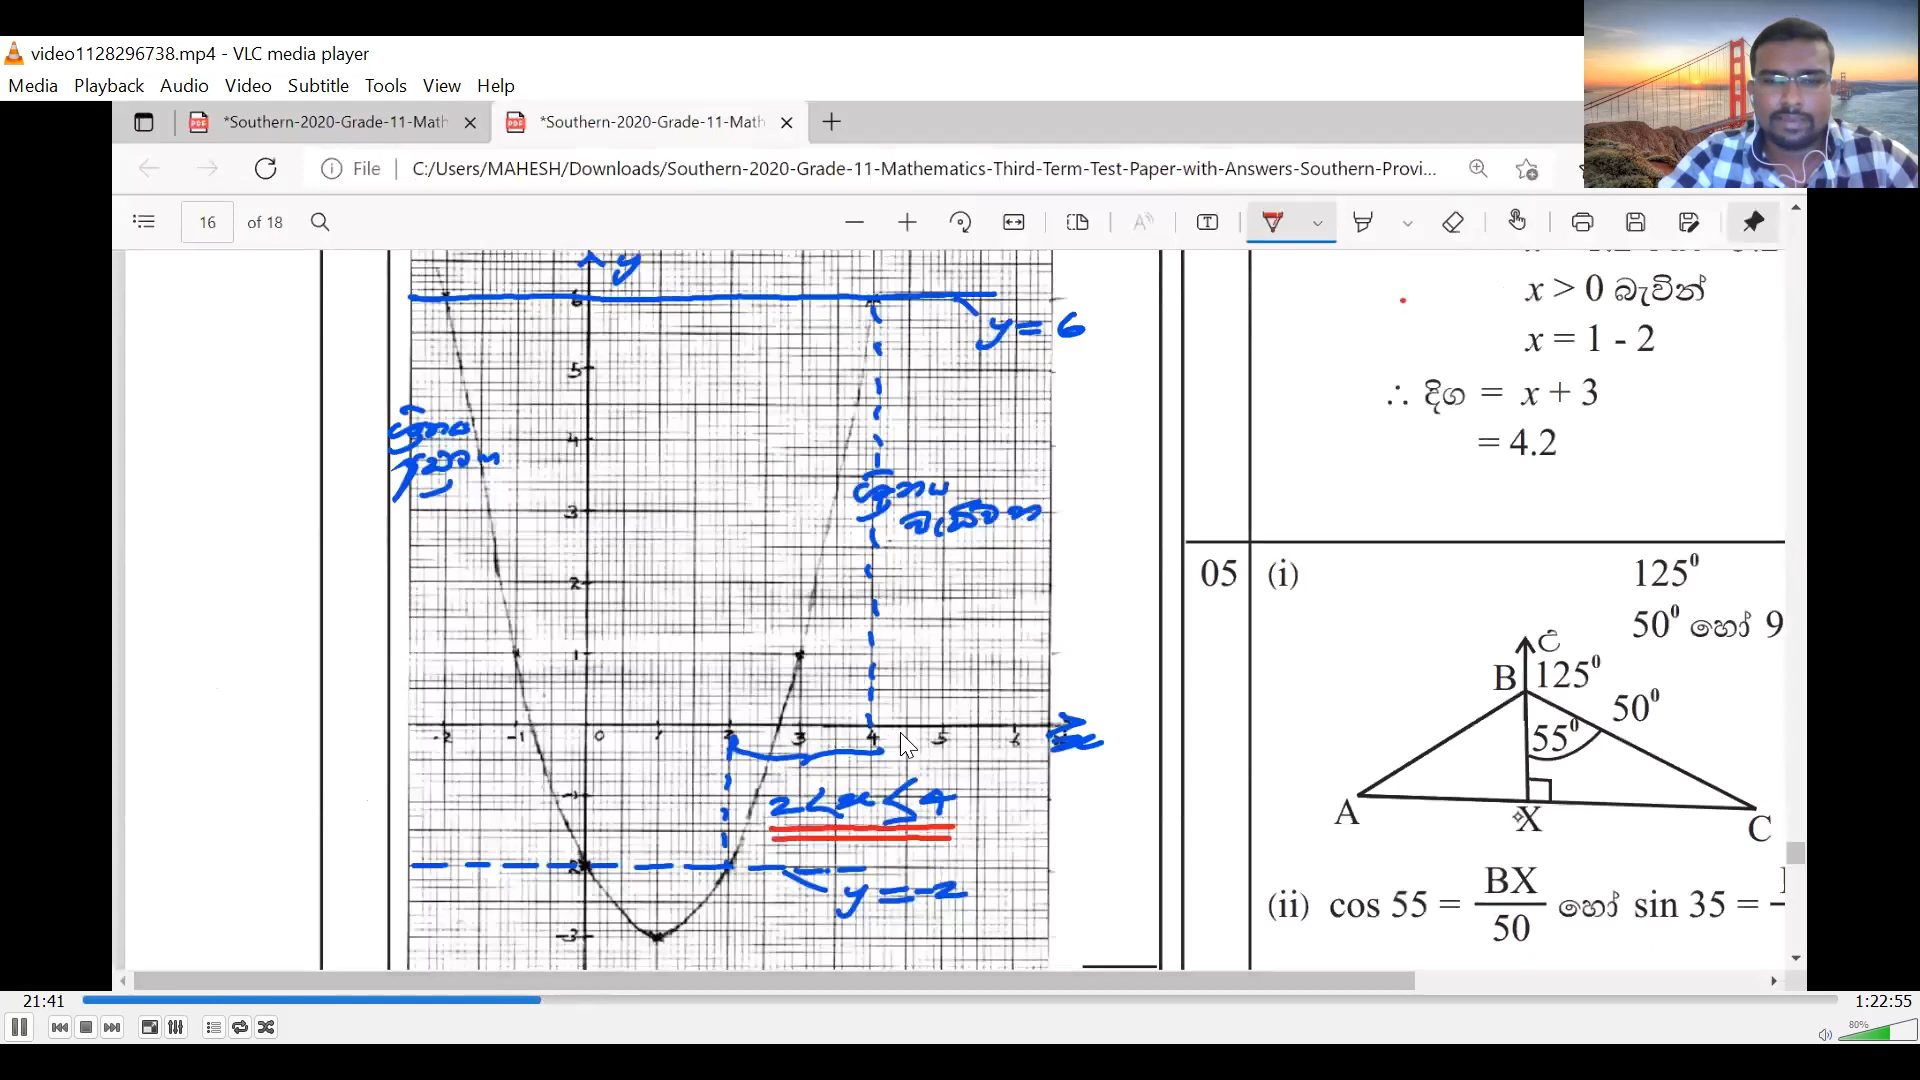 video1128296738.mp4 - VLC media player
Media Playback Audio Video Subtitle Tools View Help
*Southern-2020-Grade-11-Math
*Southern-2020-Grade-11-Math
File C:/Users/MAHESH/Downloads/Southern-2020-Grade-11-Mathematics-Third-Term-Test-Paper-with-Answers-Southern-Provi...
16 of 18
y
6
y = 6
5
4
3
2
1
-2 -1 0 1 2 3 4 5 6
x
-1
2 < x ≤ 4
-2
y = -2
-3
x > 0 බැවින්
x = 1 - 2
∴ දිග = x + 3
= 4.2
05 (i) 125⁰
50⁰ හෝ 9
උ
B 125⁰
50⁰
55⁰
A X C
(ii) cos 55 = BX/50 හෝ sin 35 =
21:41 1:22:55
80%